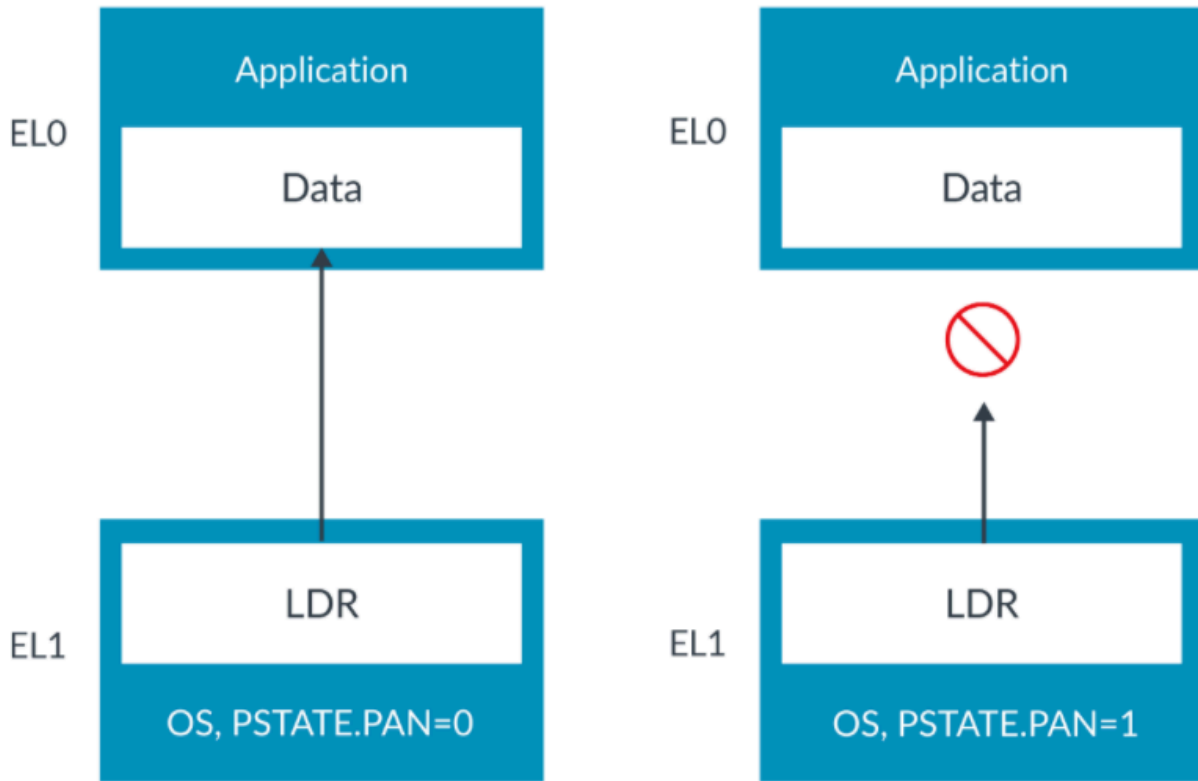 Application
EL0
Data
LDR
EL1
OS, PSTATE.PAN=0
Application
EL0
Data
LDR
EL1
OS, PSTATE.PAN=1